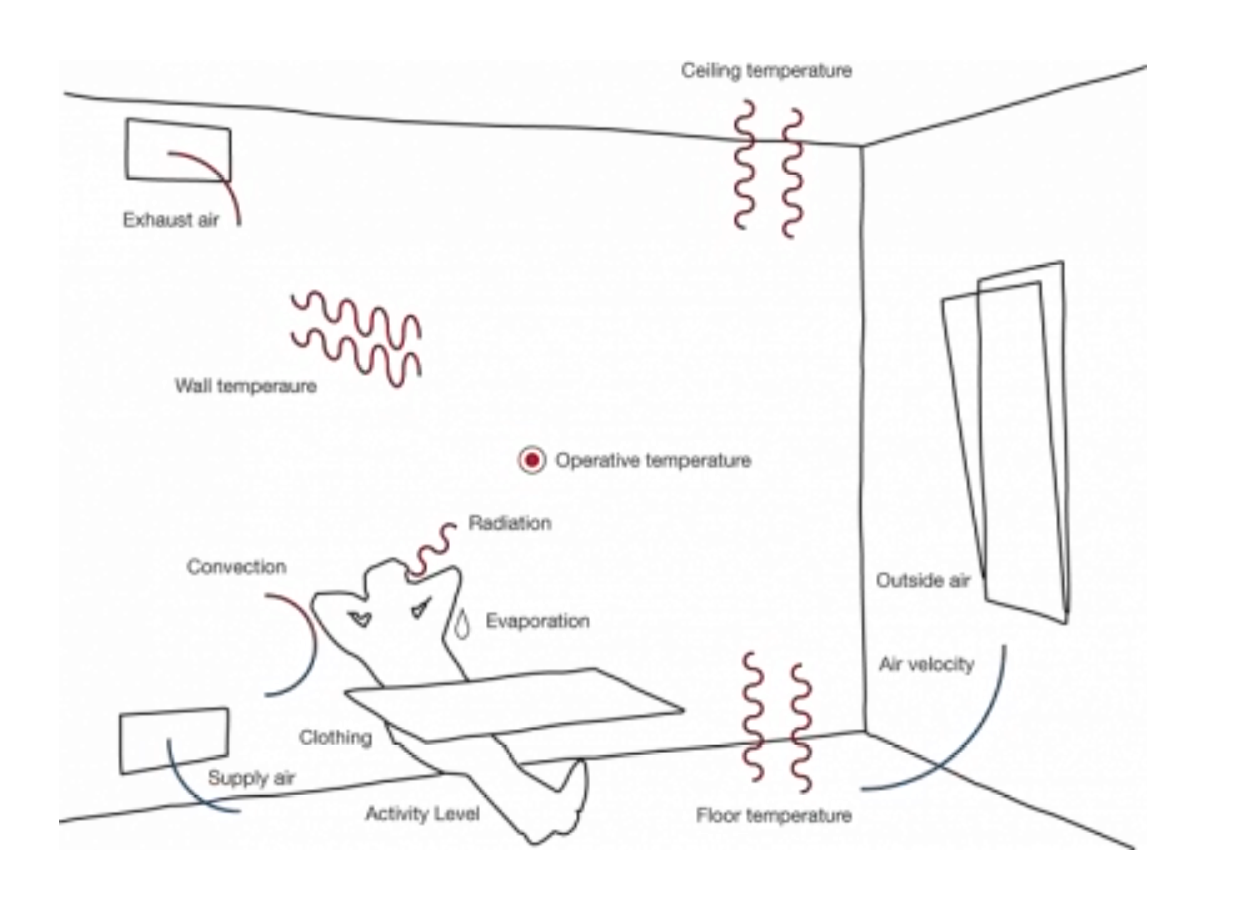 Ceiling temperature
Exhaust air
Wall temperaure
Operative temperature
Radiation
Convection
Outside air
Evaporation
Air velocity
Clothing
Supply air
Activity Level
Floor temperature